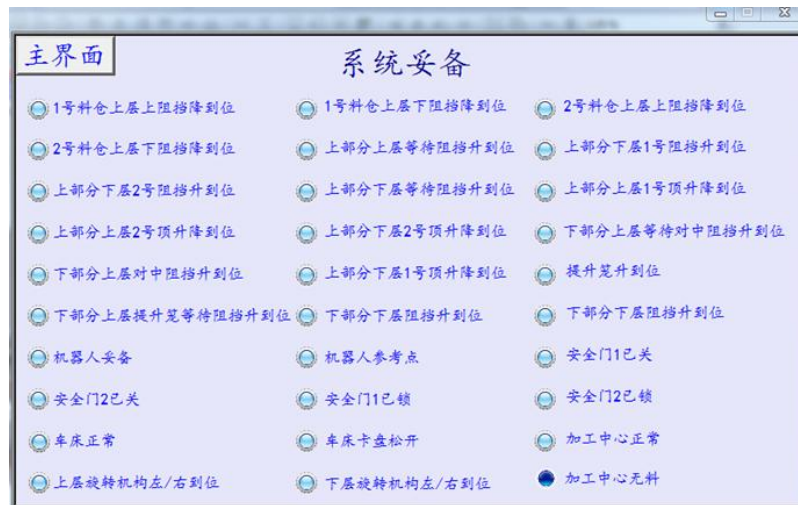 主界面
系统妥备
1号料仓上层上阻挡降到位 1号料仓上层下阻挡降到位 2号料仓上层上阻挡降到位
2号料仓上层下阻挡降到位 上部分上层等待阻挡升到位 上部分下层1号阻挡升到位
上部分下层2号阻挡升到位 上部分下层等待阻挡升到位 上部分上层1号顶升降到位
上部分上层2号顶升降到位 上部分下层2号顶升降到位 下部分上层等待对中阻挡升到位
下部分上层对中阻挡升到位 上部分下层1号顶升降到位 提升笼升到位
下部分上层提升笼等待阻挡升到位 下部分下层阻挡升到位 下部分下层阻挡升到位
机器人妥备 机器人参考点 安全门1已关
安全门2已关 安全门1已锁 安全门2已锁
车床正常 车床卡盘松开 加工中心正常
上层旋转机构左/右到位 下层旋转机构左/右到位 加工中心无料